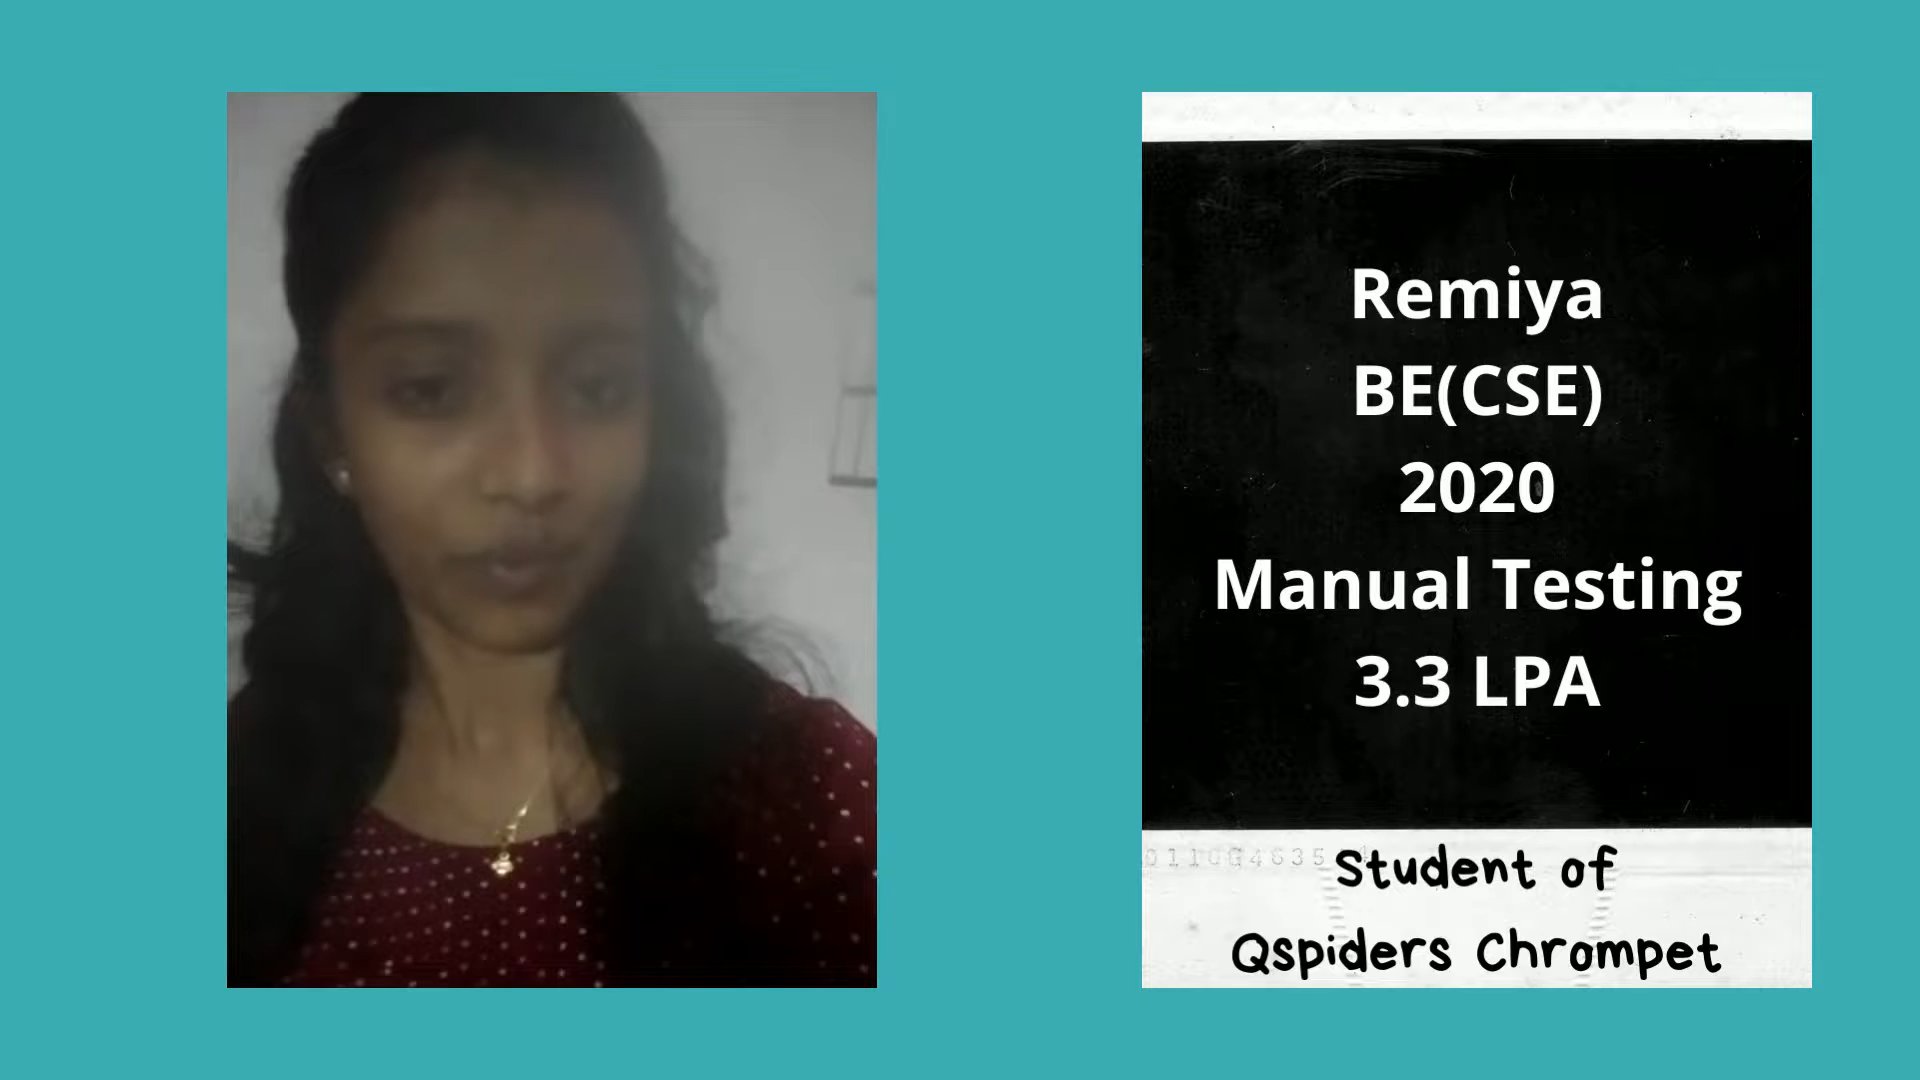 Remiya
BE(CSE)
2020
Manual Testing
3.3 LPA
Student of
Qspiders Chrompet